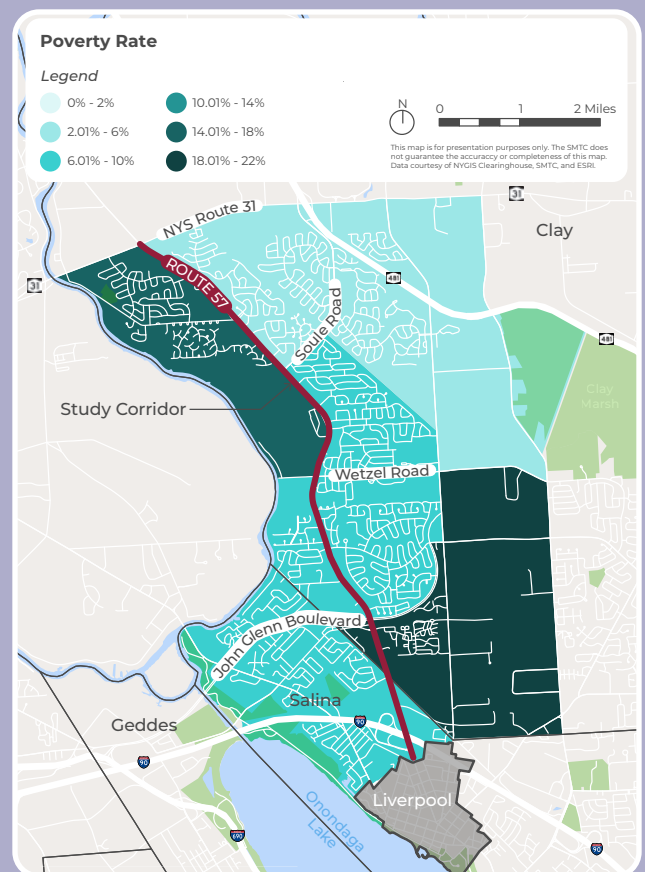 Poverty Rate
Legend
0% - 2%
2.01% - 6%
6.01% - 10%
10.01% - 14%
14.01% - 18%
18.01% - 22%
N
0 1 2 Miles
This map is for presentation purposes only. The SMTC does
not guarantee the accuraccy or completeness of this map.
Data courtesy of NYGIS Clearinghouse, SMTC, and ESRI.
31
NYS Route 31
Clay
31
ROUTE 57
481
Soule Road
481
Study Corridor
Clay
Marsh
Wetzel Road
John Glenn Boulevard
Salina
Geddes
90
90
Liverpool
Onondaga
Lake
690
90